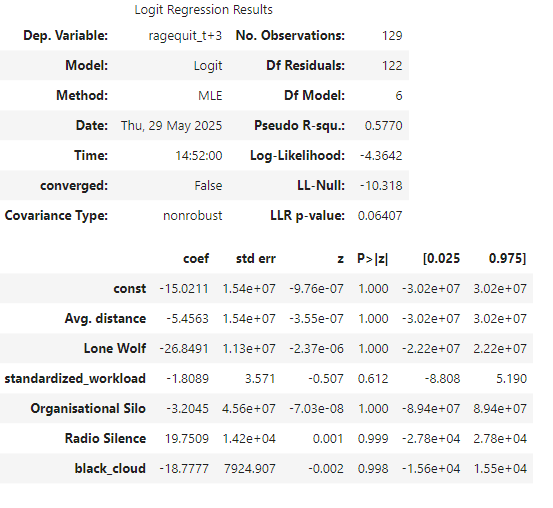 Logit Regression Results
Dep. Variable: ragequit_t+3 No. Observations: 129
Model: Logit Df Residuals: 122
Method: MLE Df Model: 6
Date: Thu, 29 May 2025 Pseudo R-squ.: 0.5770
Time: 14:52:00 Log-Likelihood: -4.3642
converged: False LL-Null: -10.318
Covariance Type: nonrobust LLR p-value: 0.06407
coef std err z P>|z| [0.025 0.975]
const -15.0211 1.54e+07 -9.76e-07 1.000 -3.02e+07 3.02e+07
Avg. distance -5.4563 1.54e+07 -3.55e-07 1.000 -3.02e+07 3.02e+07
Lone Wolf -26.8491 1.13e+07 -2.37e-06 1.000 -2.22e+07 2.22e+07
standardized_workload -1.8089 3.571 -0.507 0.612 -8.808 5.190
Organisational Silo -3.2045 4.56e+07 -7.03e-08 1.000 -8.94e+07 8.94e+07
Radio Silence 19.7509 1.42e+04 0.001 0.999 -2.78e+04 2.78e+04
black_cloud -18.7777 7924.907 -0.002 0.998 -1.56e+04 1.55e+04